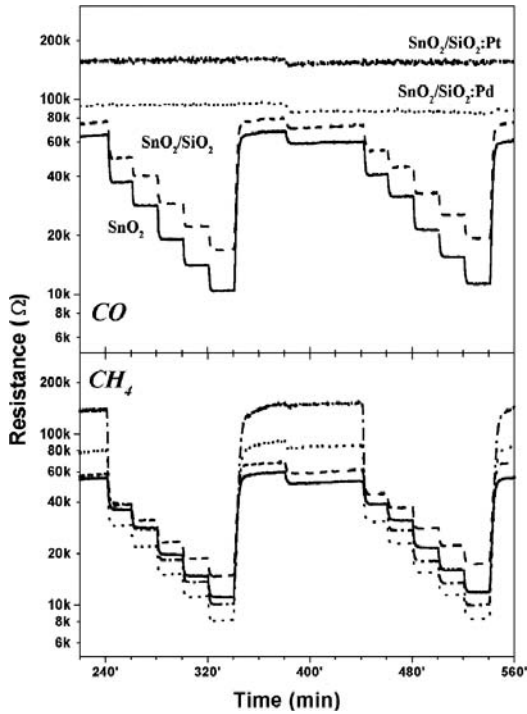 200k
SnO₂/SiO₂:Pt
100k
SnO₂/SiO₂:Pd
80k
60k
SnO₂/SiO₂
40k
SnO₂
20k
10k
8k
CO
6k
Resistance (Ω)
CH₄
200k
100k
80k
60k
40k
20k
10k
8k
6k
240' 320' 400' 480' 560'
Time (min)